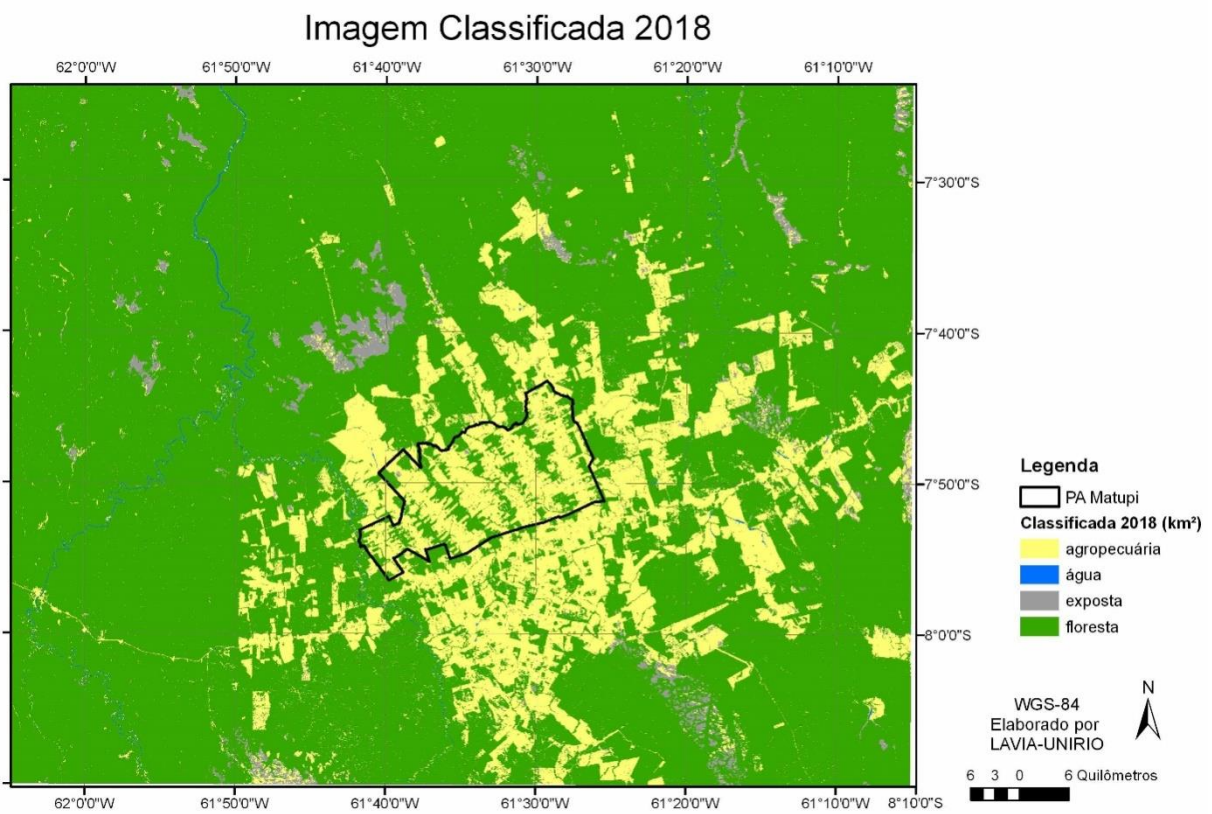 Imagem Classificada 2018
62°0'0"W 61°50'0"W 61°40'0"W 61°30'0"W 61°20'0"W 61°10'0"W
7°30'0"S
7°40'0"S
7°50'0"S
8°0'0"S
Legenda
PA Matupi
Classificada 2018 (km²)
agropecuária
água
exposta
floresta
WGS-84
Elaborado por
LAVIA-UNIRIO
N
6 3 0 6 Quilômetros
62°0'0"W 61°50'0"W 61°40'0"W 61°30'0"W 61°20'0"W 61°10'0"W 8°10'0"S